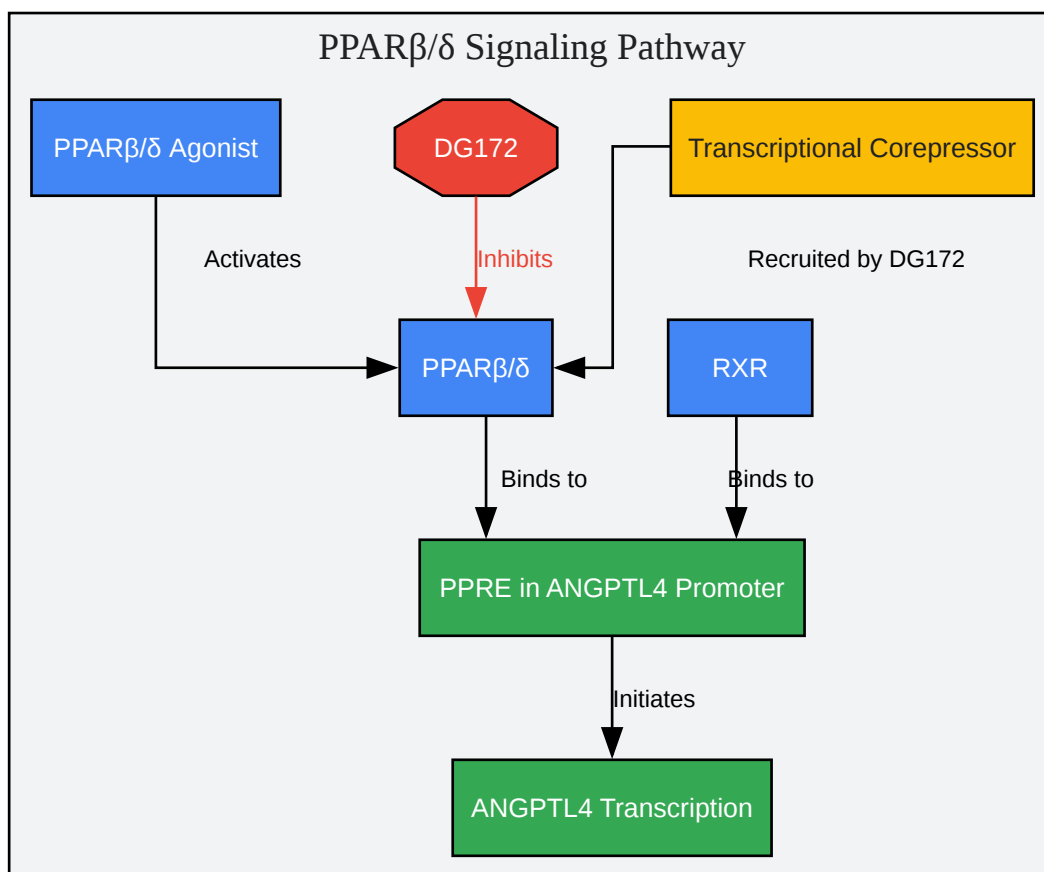 PPARβ/δ Signaling Pathway
PPARβ/δ Agonist
DG172
Transcriptional Corepressor
Activates
Inhibits
Recruited by DG172
PPARβ/δ
RXR
Binds to
Binds to
PPRE in ANGPTL4 Promoter
Initiates
ANGPTL4 Transcription